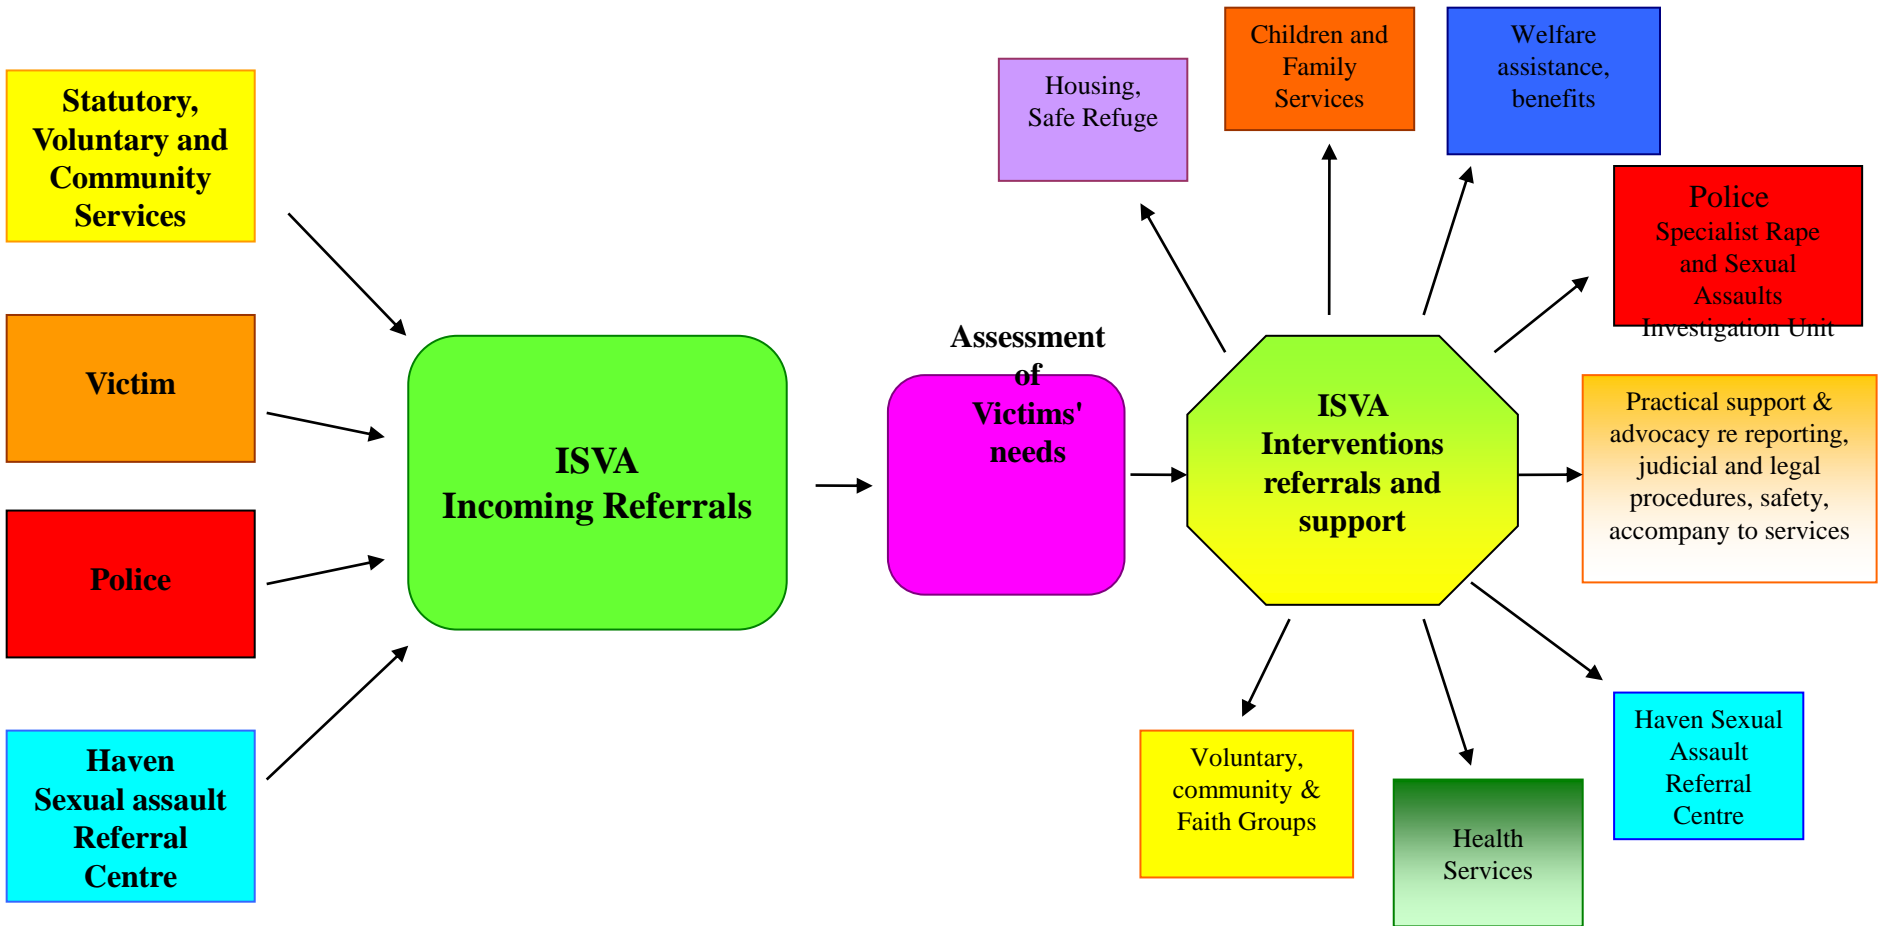 Statutory,
Voluntary and
Community
Services
Victim
Police
Haven
Sexual assault
Referral
Centre
ISVA
Incoming Referrals
Assessment
of
Victims'
needs
ISVA
Interventions
referrals and
support
Housing,
Safe Refuge
Children and
Family
Services
Welfare
assistance,
benefits
Police
Specialist Rape
and Sexual
Assaults
Investigation Unit
Practical support &
advocacy re reporting,
judicial and legal
procedures, safety,
accompany to services
Haven Sexual
Assault
Referral
Centre
Health
Services
Voluntary,
community &
Faith Groups